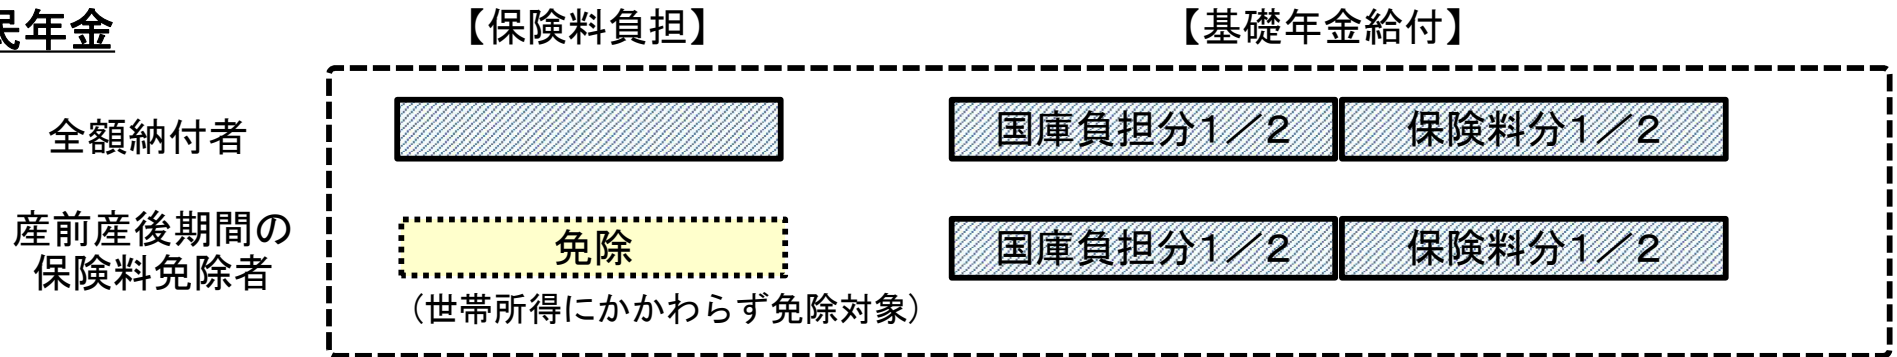 民年金
【保険料負担】
【基礎年金給付】
全額納付者
国庫負担分1／2
保険料分1／2
産前産後期間の
保険料免除者
免除
国庫負担分1／2
保険料分1／2
（世帯所得にかかわらず免除対象）